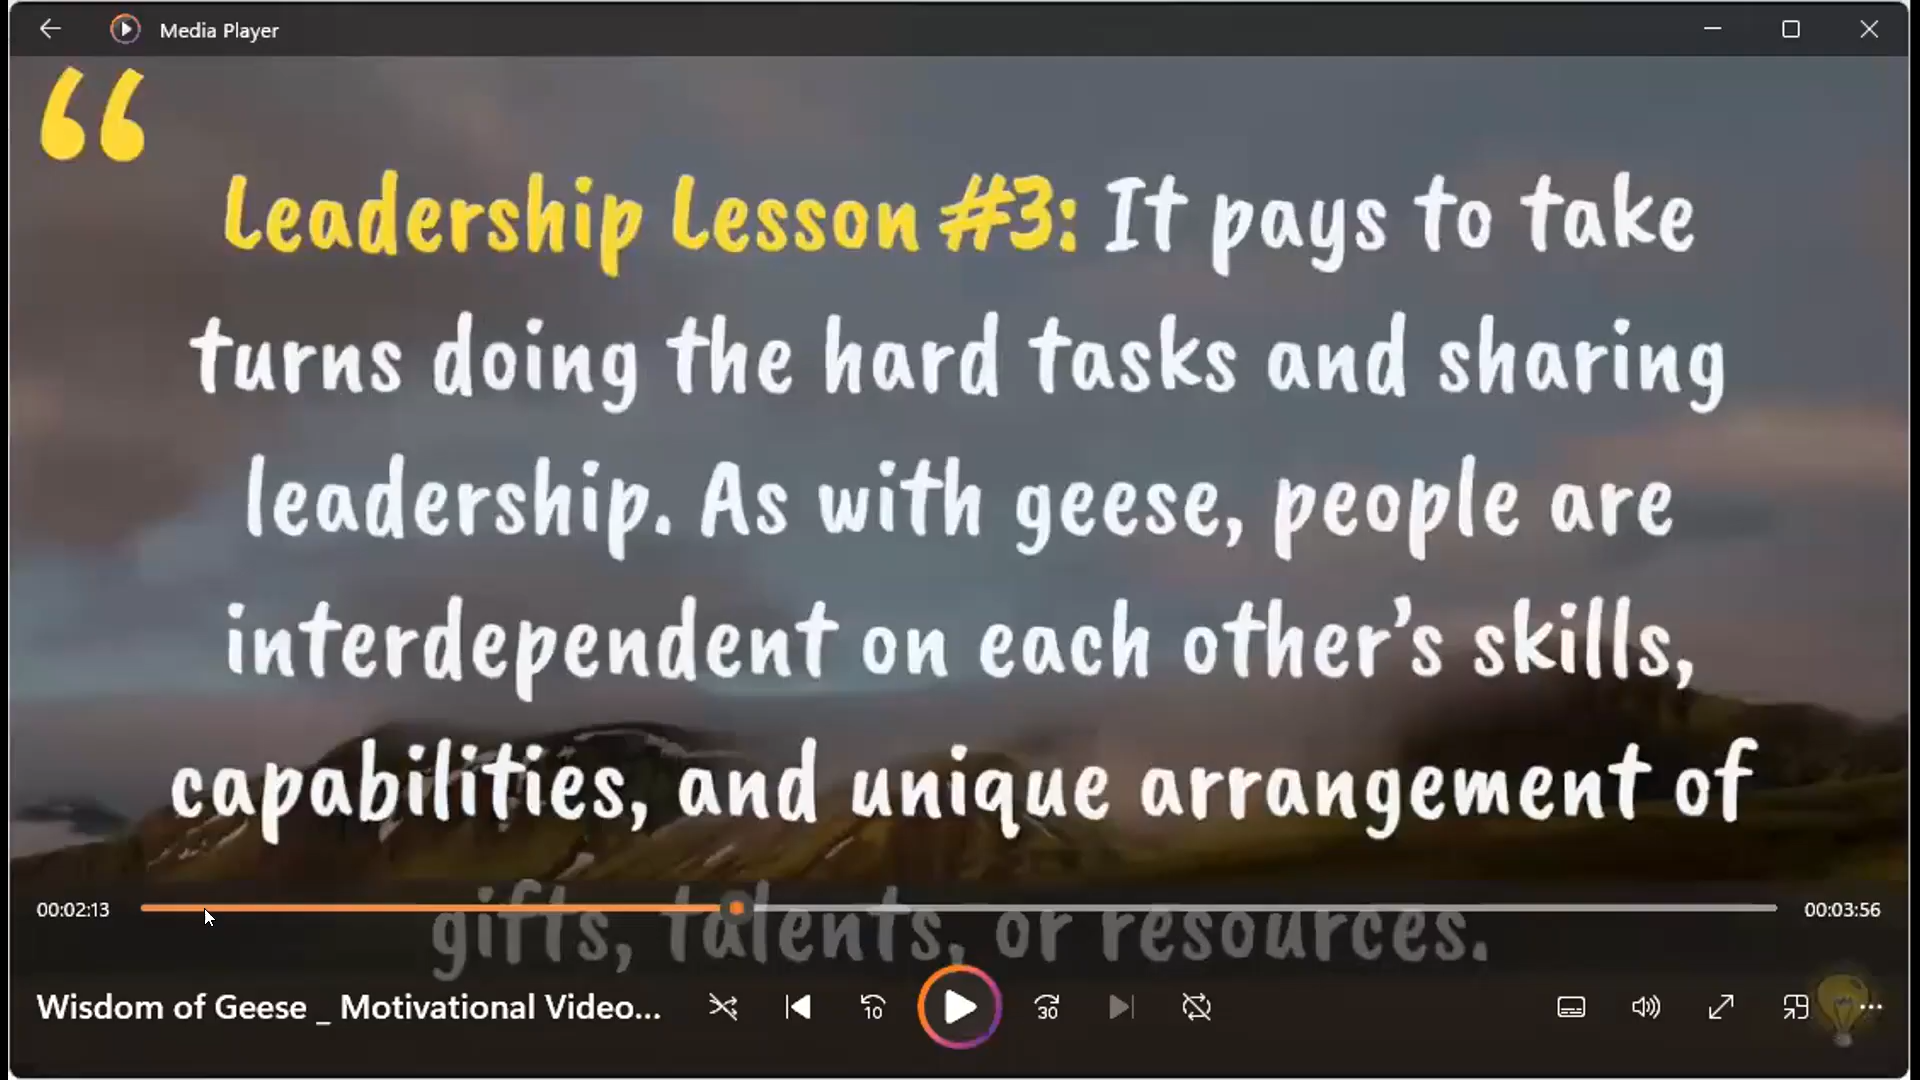 Media Player
“
Leadership Lesson #3: It pays to take
turns doing the hard tasks and sharing
leadership. As with geese, people are
interdependent on each other’s skills,
capabilities, and unique arrangement of
gifts, talents, or resources.
00:02:13
00:03:56
Wisdom of Geese _ Motivational Video...
10
30